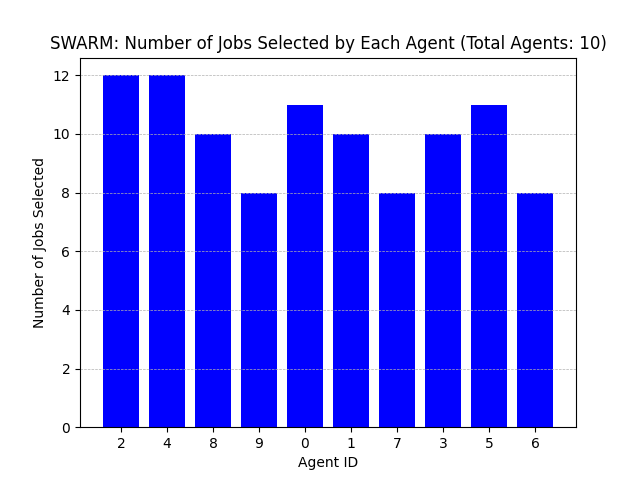 SWARM: Number of Jobs Selected by Each Agent (Total Agents: 10)
12
10
8
6
4
2
0
Number of Jobs Selected
2 4 8 9 0 1 7 3 5 6
Agent ID